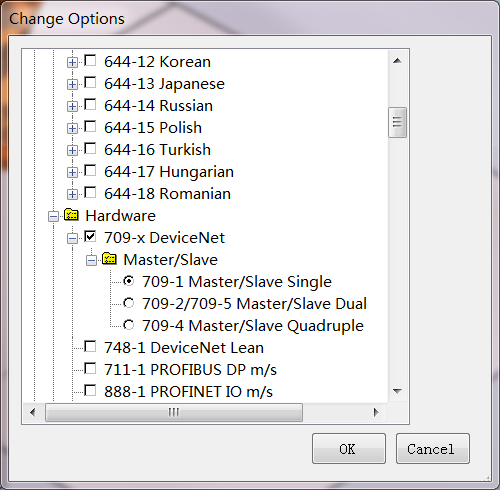 Change Options
644-12 Korean
644-13 Japanese
644-14 Russian
644-15 Polish
644-16 Turkish
644-17 Hungarian
644-18 Romanian
Hardware
709-x DeviceNet
Master/Slave
709-1 Master/Slave Single
709-2/709-5 Master/Slave Dual
709-4 Master/Slave Quadruple
748-1 DeviceNet Lean
711-1 PROFIBUS DP m/s
888-1 PROFINET IO m/s
OK
Cancel